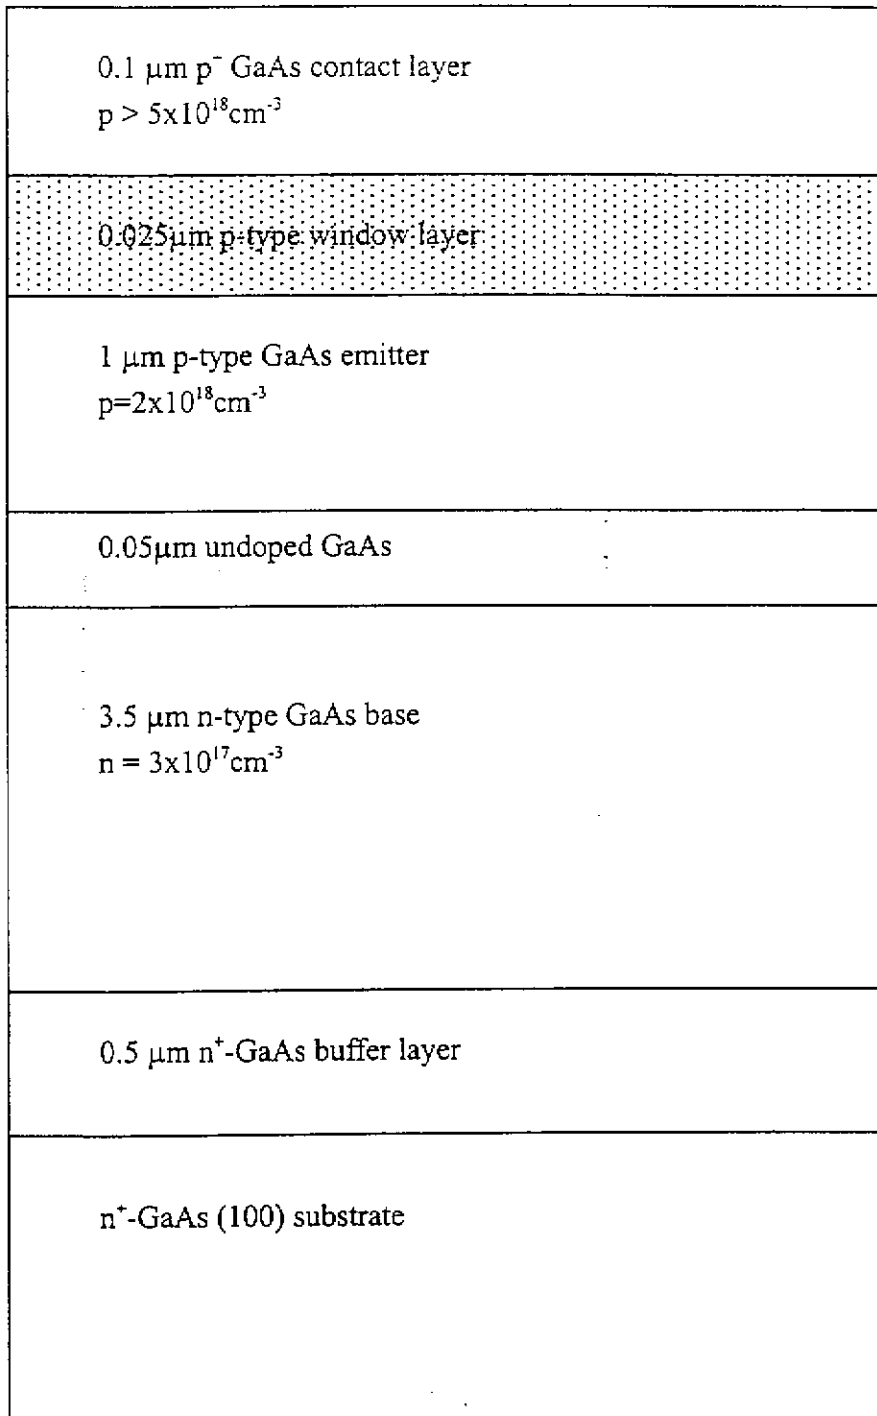 0.1 μm p⁻ GaAs contact layer
p > 5x10¹⁸cm⁻³
0.025μm p-type window layer
1 μm p-type GaAs emitter
p=2x10¹⁸cm⁻³
0.05μm undoped GaAs
3.5 μm n-type GaAs base
n = 3x10¹⁷cm⁻³
0.5 μm n⁺-GaAs buffer layer
n⁺-GaAs (100) substrate